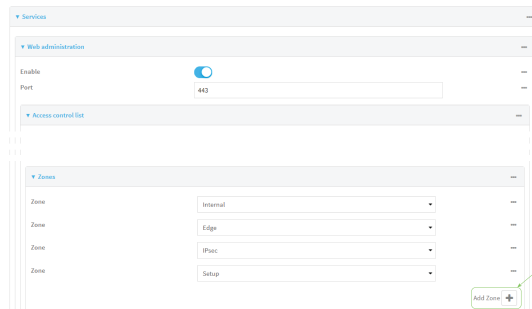 Services
Web administration
Enable
Port 443
Access control list
Zones
Zone Internal
Zone Edge
Zone IPsec
Zone Setup
Add Zone